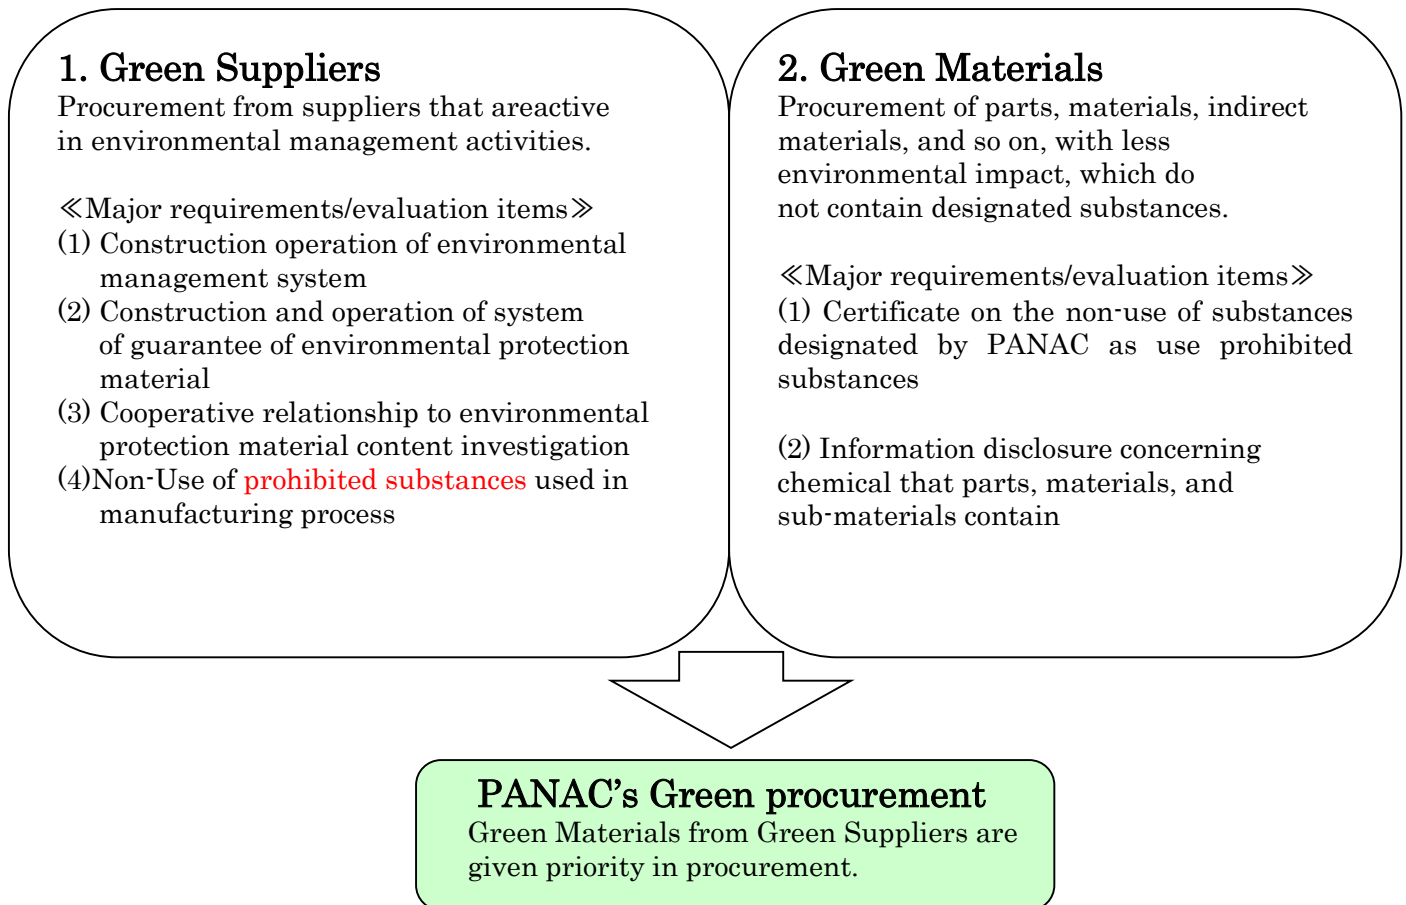 1. Green Suppliers
Procurement from suppliers that areactive
in environmental management activities.
≪Major requirements/evaluation items≫
(1) Construction operation of environmental
management system
(2) Construction and operation of system
of guarantee of environmental protection
material
(3) Cooperative relationship to environmental
protection material content investigation
(4)Non-Use of prohibited substances used in
manufacturing process
2. Green Materials
Procurement of parts, materials, indirect
materials, and so on, with less
environmental impact, which do
not contain designated substances.
≪Major requirements/evaluation items≫
(1) Certificate on the non-use of substances
designated by PANAC as use prohibited
substances
(2) Information disclosure concerning
chemical that parts, materials, and
sub-materials contain
PANAC’s Green procurement
Green Materials from Green Suppliers are
given priority in procurement.